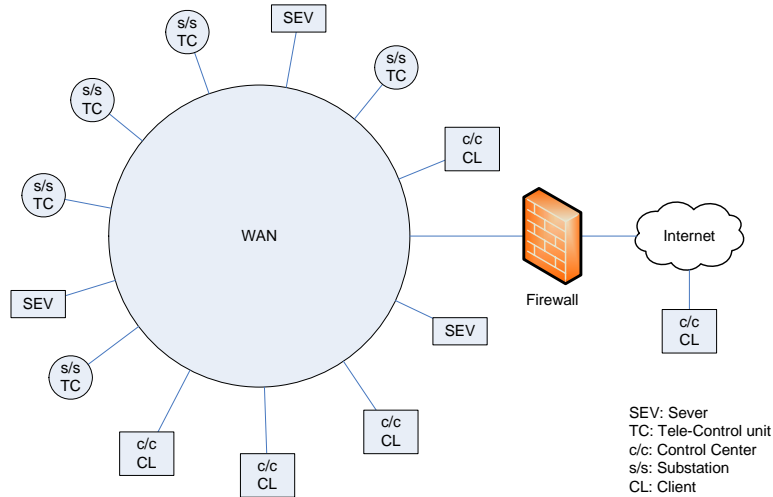 SEV
s/s
TC
s/s
TC
s/s
TC
c/c
CL
s/s
TC
WAN
Internet
SEV
Firewall
SEV
c/c
CL
s/s
TC
c/c
CL
c/c
CL
c/c
CL
SEV: Sever
TC: Tele-Control unit
c/c: Control Center
s/s: Substation
CL: Client